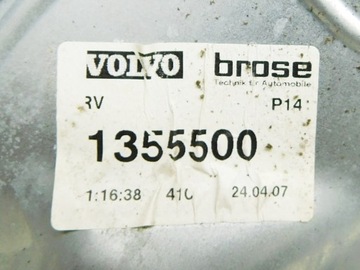 VOLVO brose
Technik für Automobile
RV P14
1355500
1:16:38 410 24.04.07